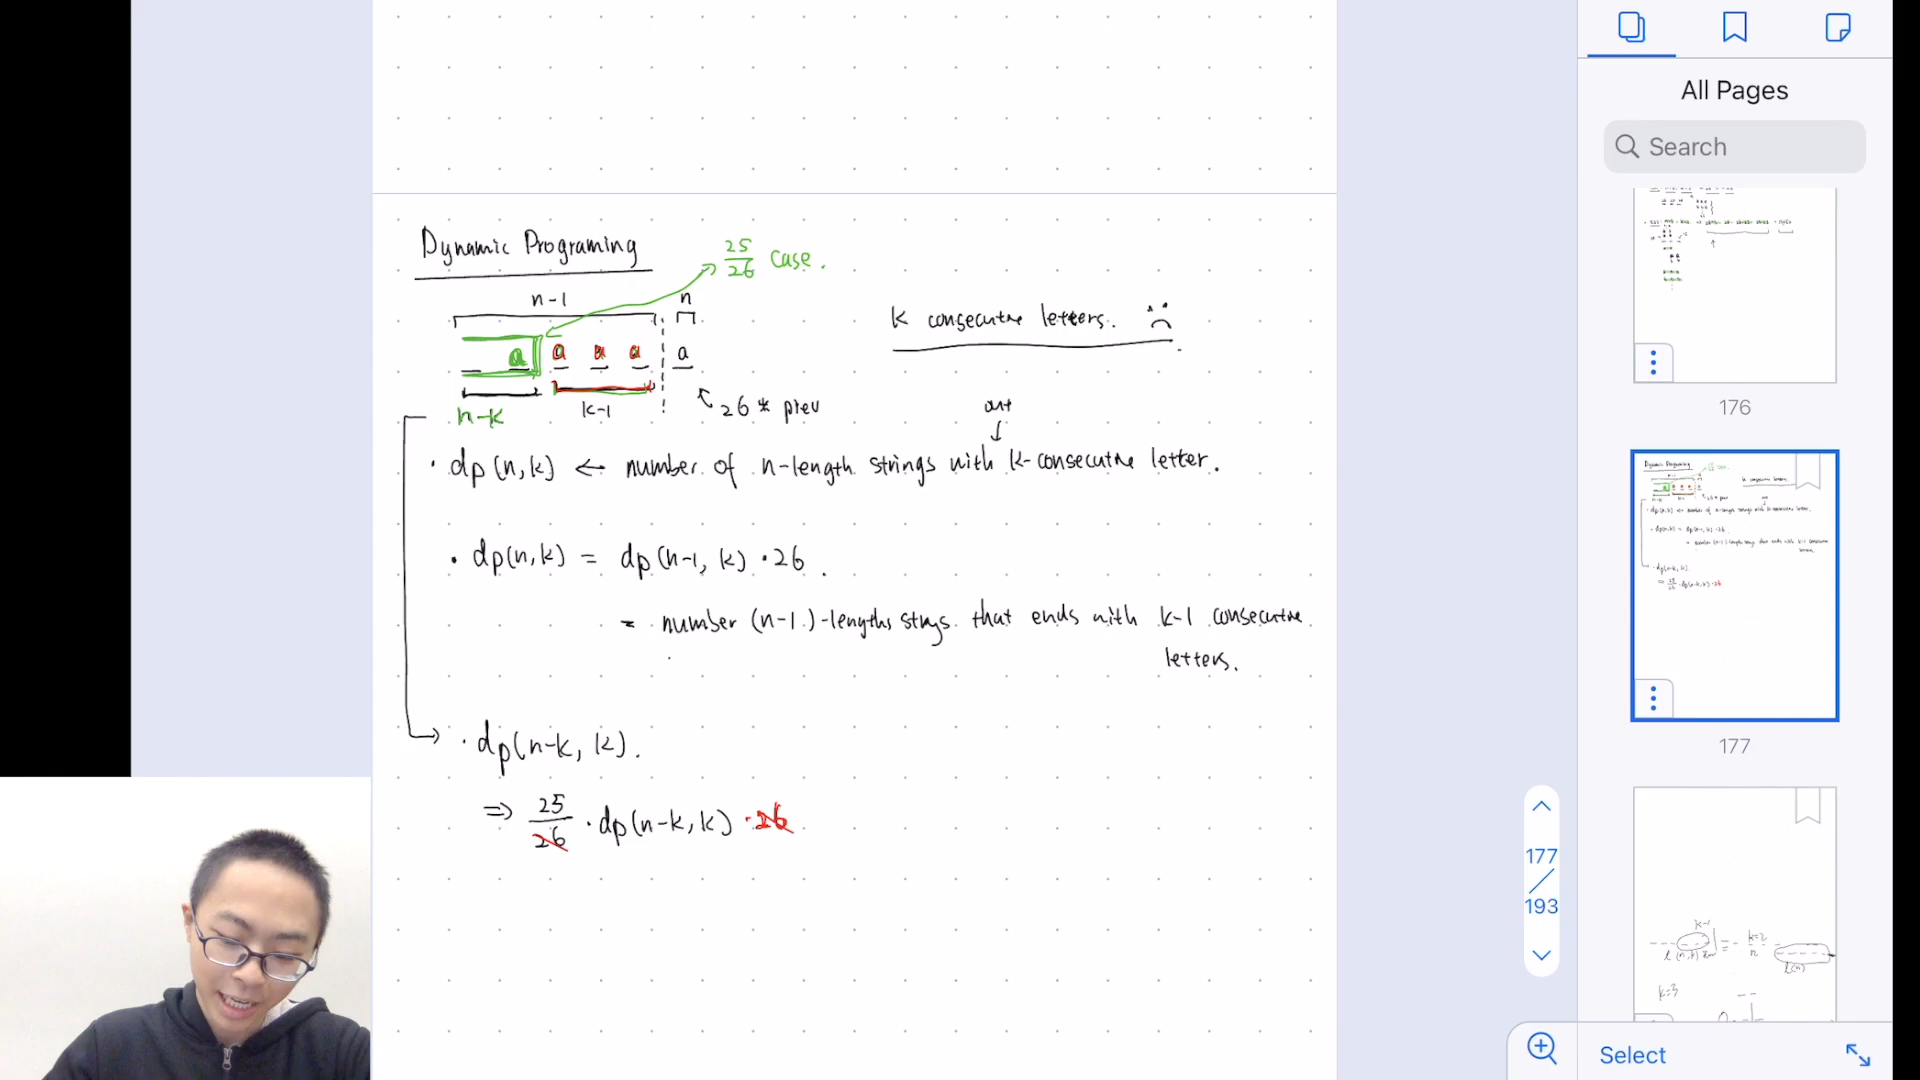 Dynamic Programing
25/26 case.
n-1
n
a a a a a
n-k
k-1
26 * prev
K consecutive letters.
out
· dp(n,k) ← number of n-length strings with k-consecutive letter.
· dp(n,k) = dp(n-1, k) · 26.
= number (n-1)-lengths strings that ends with k-1 consecutive
letters.
· dp(n-k, k).
⇒ 25/26 · dp(n-k, k) · 26
177
193
All Pages
Search
176
177
Select